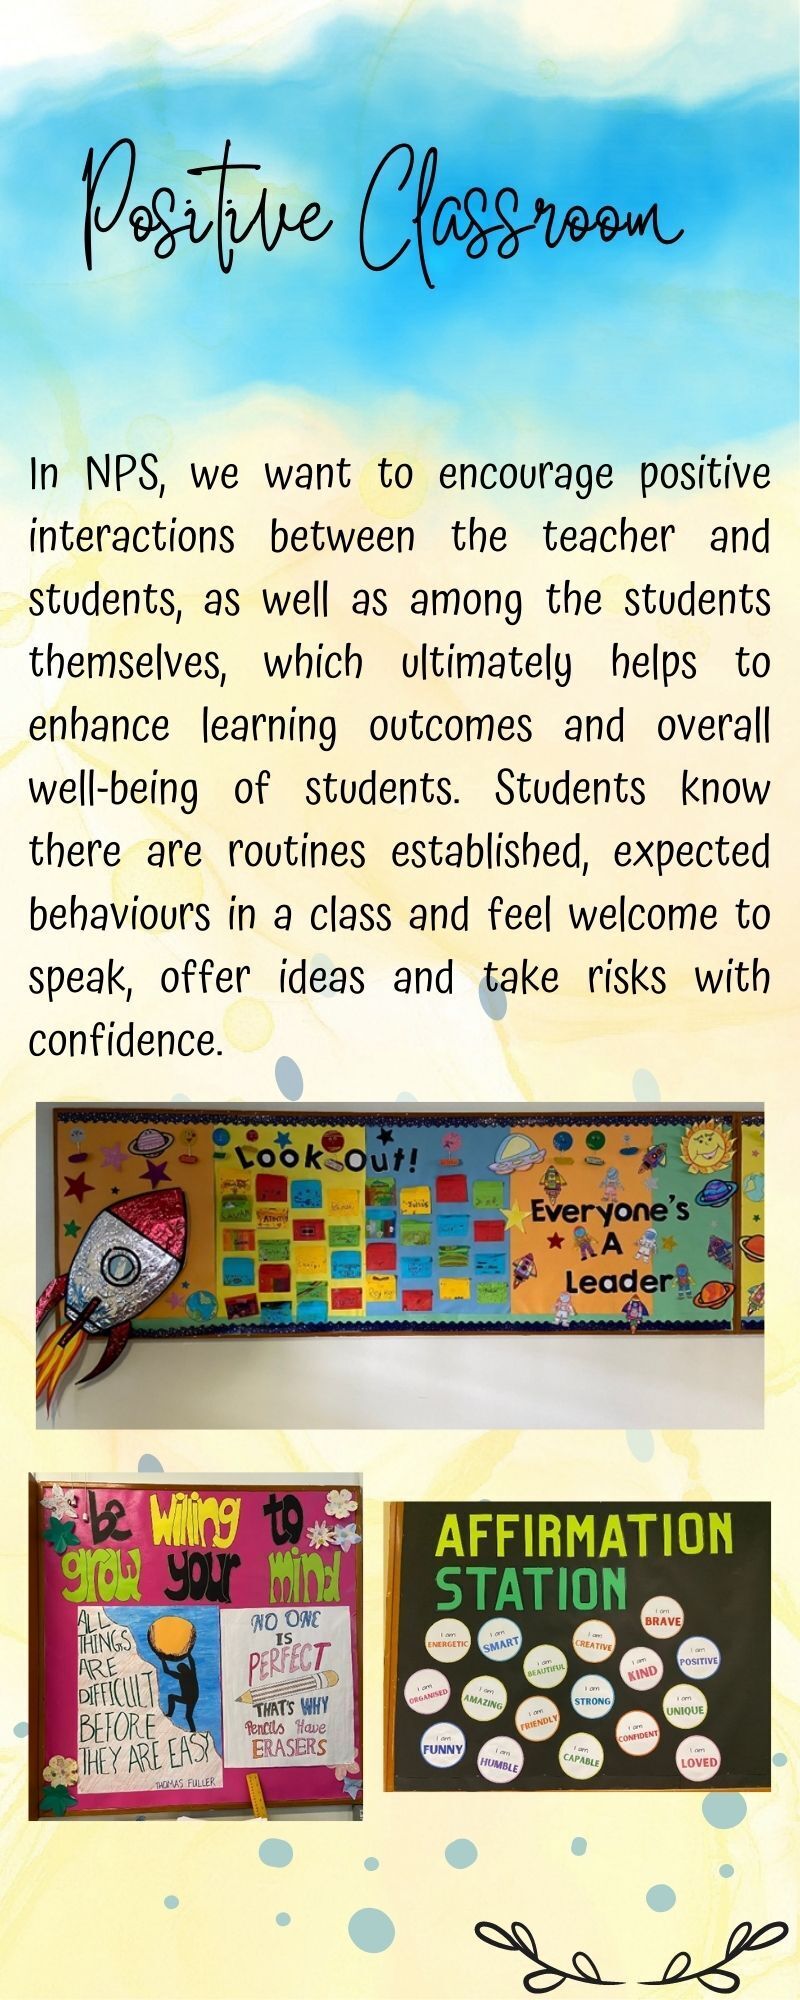 Positive Classroom
In NPS, we want to encourage positive
interactions between the teacher and
students, as well as among the students
themselves, which ultimately helps to
enhance learning outcomes and overall
well-being of students. Students know
there are routines established, expected
behaviours in a class and feel welcome to
speak, offer ideas and take risks with
confidence.
Look Out!
Everyone's
A
Leader
be willing to
grow your mind
ALL
THINGS
ARE
DIFFICULT
BEFORE
THEY ARE EASY
THOMAS FULLER
NO ONE
IS
PERFECT
THAT'S WHY
Pencils Have
ERASERS
AFFIRMATION
STATION
I am
BRAVE
I am
ENERGETIC
I am
SMART
I am
CREATIVE
I am
POSITIVE
I am
BEAUTIFUL
I am
KIND
I am
ORGANISED
I am
AMAZING
I am
STRONG
I am
UNIQUE
I am
FRIENDLY
I am
CONFIDENT
I am
FUNNY
I am
HUMBLE
I am
CAPABLE
I am
LOVED